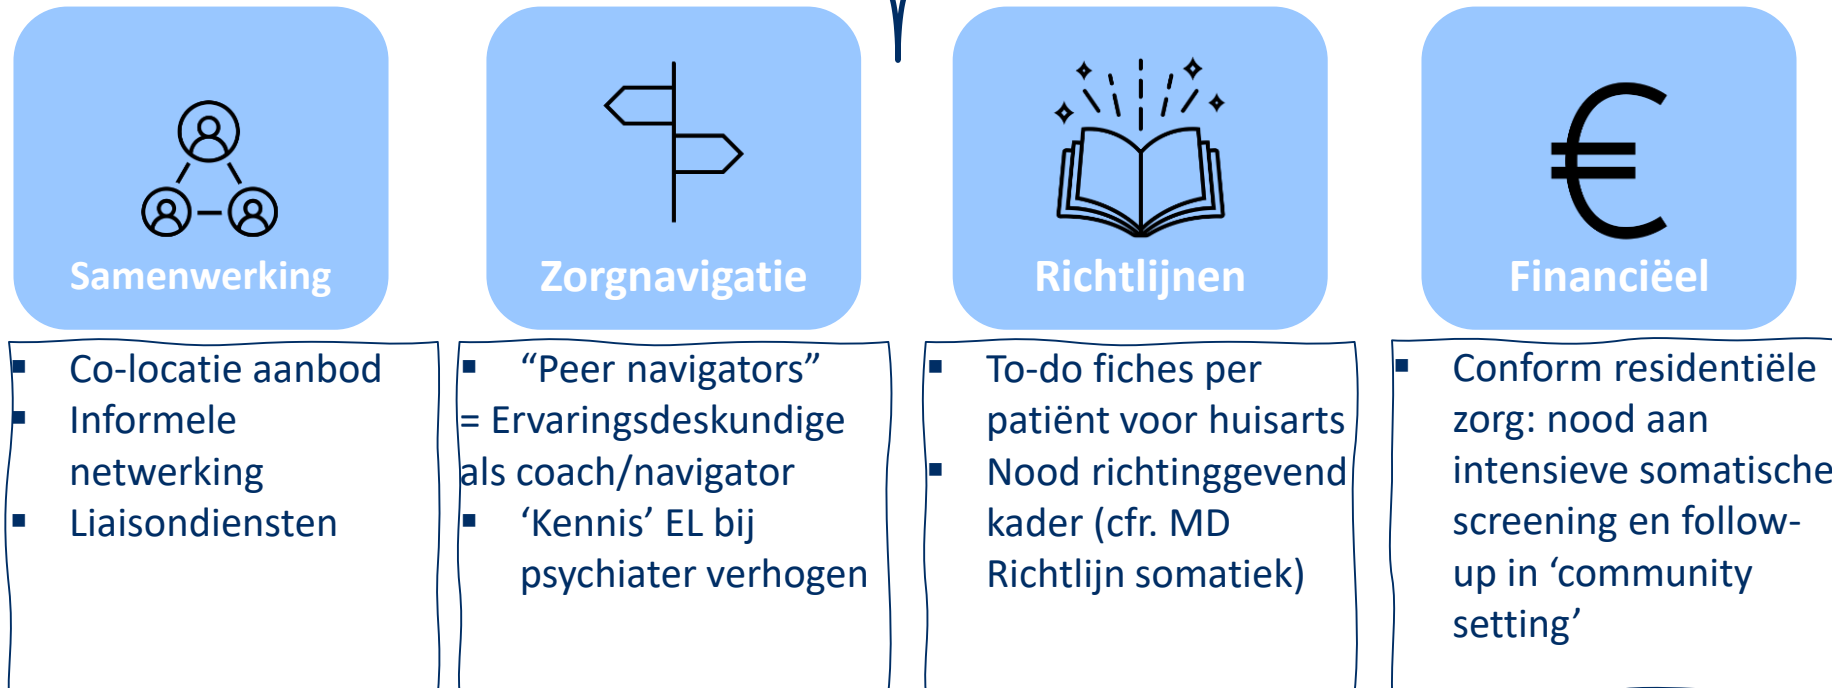 Samenwerking
▪ Co-locatie aanbod
▪ Informele
netwerking
▪ Liaisondiensten
Zorgnavigatie
▪ “Peer navigators”
= Ervaringsdeskundige
als coach/navigator
▪ ‘Kennis’ EL bij
psychiater verhogen
Richtlijnen
▪ To-do fiches per
patiënt voor huisarts
▪ Nood richtinggevend
kader (cfr. MD
Richtlijn somatiek)
Financiëel
▪ Conform residentiële
zorg: nood aan
intensieve somatische
screening en follow-
up in ‘community
setting’